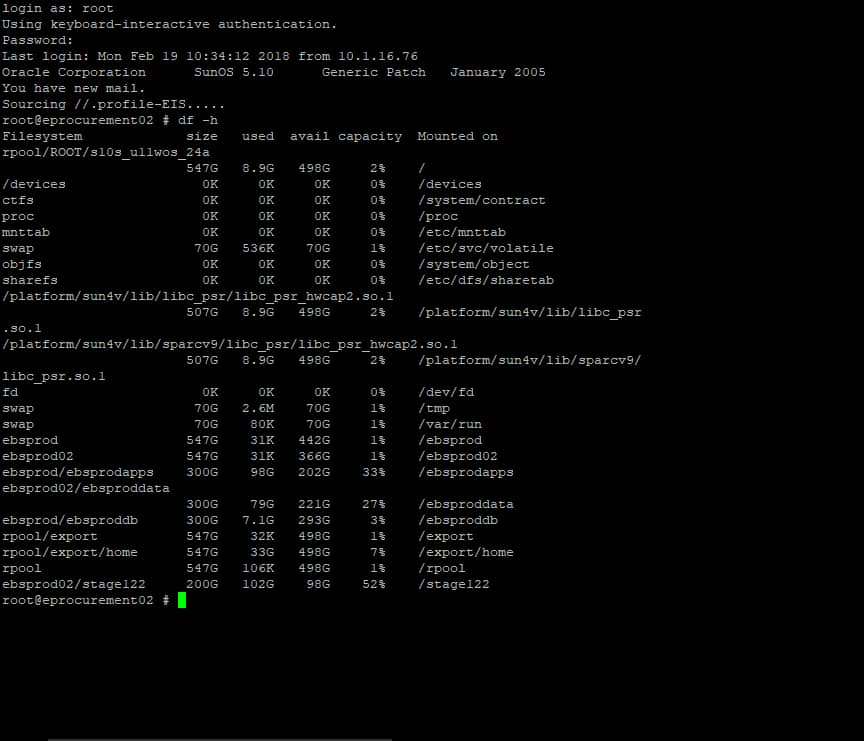 login as: root
Using keyboard-interactive authentication.
Password:
Last login: Mon Feb 19 10:34:12 2018 from 10.1.16.76
Oracle Corporation      SunOS 5.10      Generic Patch   January 2005
You have new mail.
Sourcing //.profile-EIS.....
root@eprocurement02 # df -h
Filesystem             size   used  avail capacity  Mounted on
rpool/ROOT/s10s_u11wos_24a
                       547G   8.9G   498G     2%    /
/devices                 0K     0K     0K     0%    /devices
ctfs                     0K     0K     0K     0%    /system/contract
proc                     0K     0K     0K     0%    /proc
mnttab                   0K     0K     0K     0%    /etc/mnttab
swap                    70G   536K    70G     1%    /etc/svc/volatile
objfs                    0K     0K     0K     0%    /system/object
sharefs                  0K     0K     0K     0%    /etc/dfs/sharetab
/platform/sun4v/lib/libc_psr/libc_psr_hwcap2.so.1
                       507G   8.9G   498G     2%    /platform/sun4v/lib/libc_psr
.so.1
/platform/sun4v/lib/sparcv9/libc_psr/libc_psr_hwcap2.so.1
                       507G   8.9G   498G     2%    /platform/sun4v/lib/sparcv9/
libc_psr.so.1
fd                       0K     0K     0K     0%    /dev/fd
swap                    70G   2.6M    70G     1%    /tmp
swap                    70G    80K    70G     1%    /var/run
ebsprod                547G    31K   442G     1%    /ebsprod
ebsprod02              547G    31K   366G     1%    /ebsprod02
ebsprod/ebsprodapps    300G    98G   202G    33%    /ebsprodapps
ebsprod02/ebsproddata
                       300G    79G   221G    27%    /ebsproddata
ebsprod/ebsproddb      300G   7.1G   293G     3%    /ebsproddb
rpool/export           547G    32K   498G     1%    /export
rpool/export/home      547G    33G   498G     7%    /export/home
rpool                  547G   106K   498G     1%    /rpool
ebsprod02/stage122     200G   102G    98G    52%    /stage122
root@eprocurement02 #